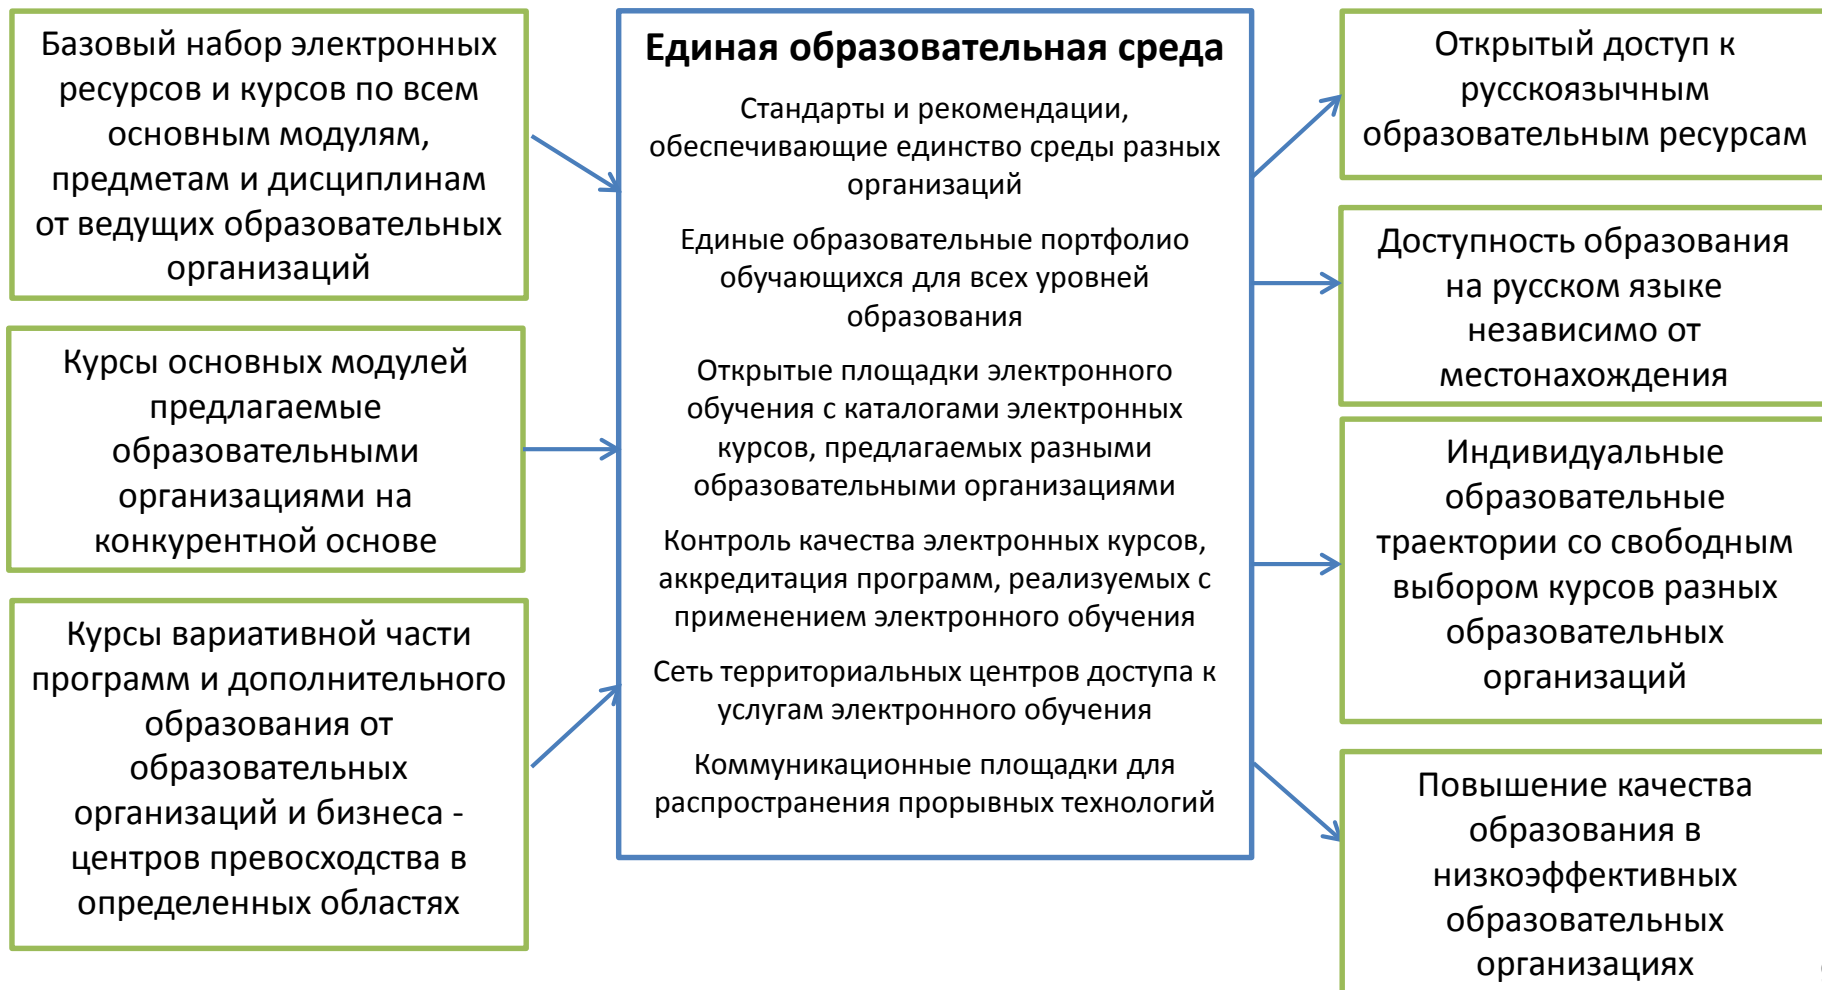 Базовый набор электронных
ресурсов и курсов по всем
основным модулям,
предметам и дисциплинам
от ведущих образовательных
организаций
Курсы основных модулей
предлагаемые
образовательными
организациями на
конкурентной основе
Курсы вариативной части
программ и дополнительного
образования от
образовательных
организаций и бизнеса -
центров превосходства в
определенных областях
Единая образовательная среда
Стандарты и рекомендации,
обеспечивающие единство среды разных
организаций
Единые образовательные портфолио
обучающихся для всех уровней
образования
Открытые площадки электронного
обучения с каталогами электронных
курсов, предлагаемых разными
образовательными организациями
Контроль качества электронных курсов,
аккредитация программ, реализуемых с
применением электронного обучения
Сеть территориальных центров доступа к
услугам электронного обучения
Коммуникационные площадки для
распространения прорывных технологий
Открытый доступ к
русскоязычным
образовательным ресурсам
Доступность образования
на русском языке
независимо от
местонахождения
Индивидуальные
образовательные
траектории со свободным
выбором курсов разных
образовательных
организаций
Повышение качества
образования в
низкоэффективных
образовательных
организациях